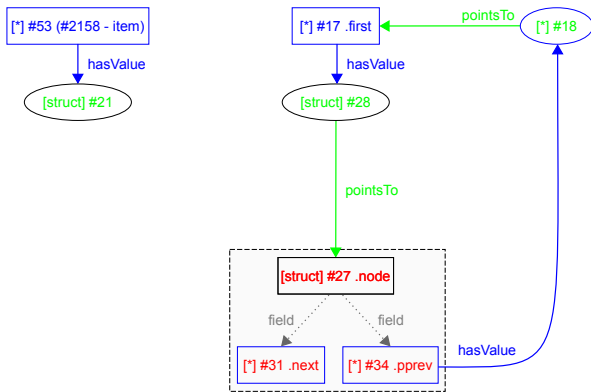 [*] #53 (#2158 - item)
[*] #17 .first
pointsTo
[*] #18
hasValue
hasValue
[struct] #21
[struct] #28
pointsTo
[struct] #27 .node
field
field
[*] #31 .next
[*] #34 .pprev
hasValue